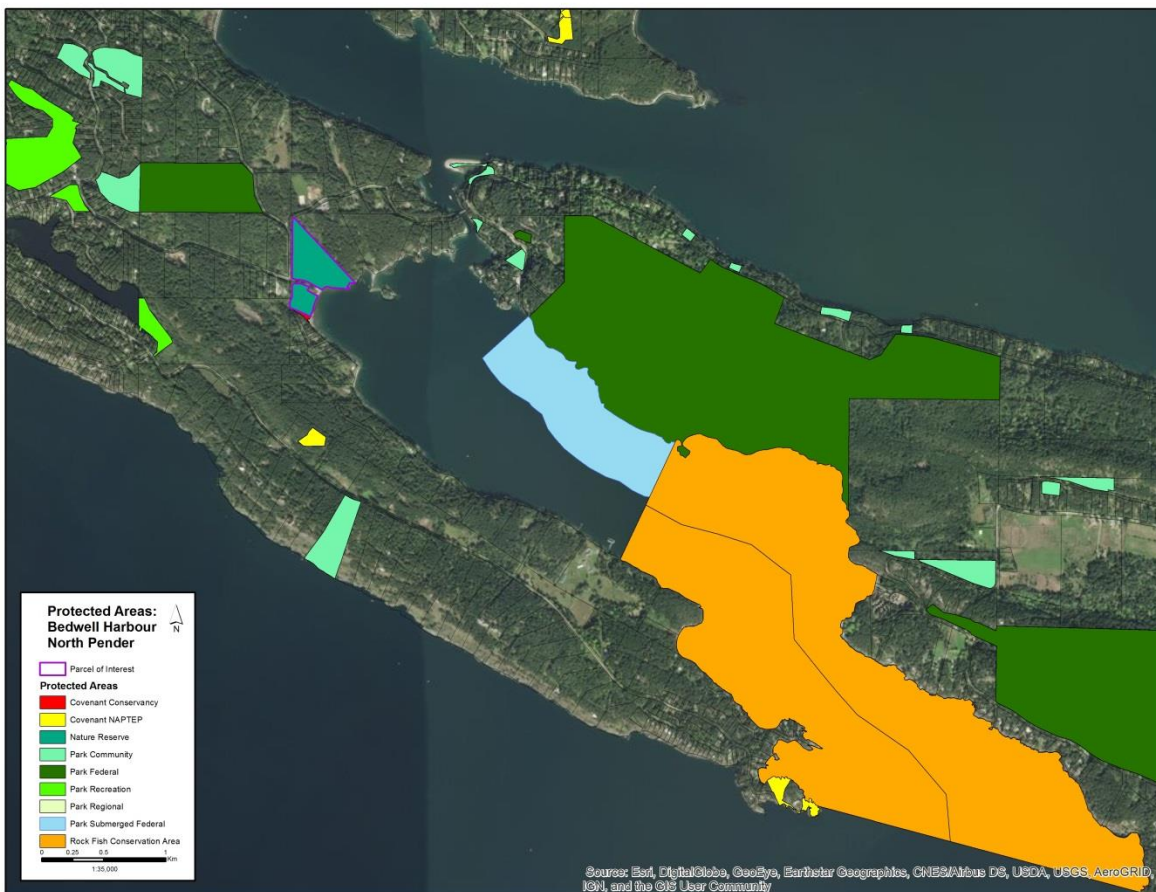 Protected Areas:
Bedwell Harbour
North Pender
N
Parcel of Interest
Protected Areas
Covenant Conservancy
Covenant NAPTEP
Nature Reserve
Park Community
Park Federal
Park Recreation
Park Regional
Park Submerged Federal
Rock Fish Conservation Area
0 0.25 0.5 1
Km
1:35,000
Source: Esri, DigitalGlobe, GeoEye, Earthstar Geographics, CNES/Airbus DS, USDA, USGS, AeroGRID,
IGN, and the GIS User Community